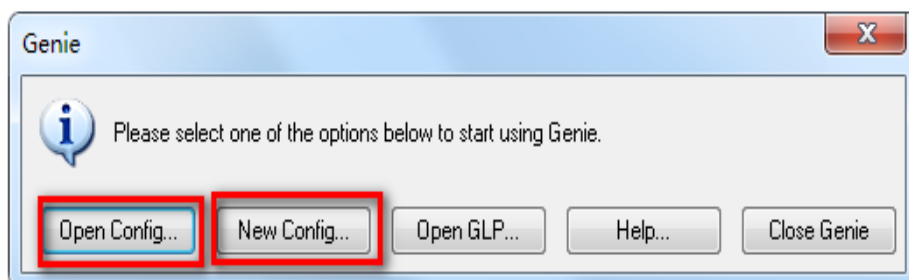 Genie
Please select one of the options below to start using Genie.
Open Config... New Config... Open GLP... Help... Close Genie